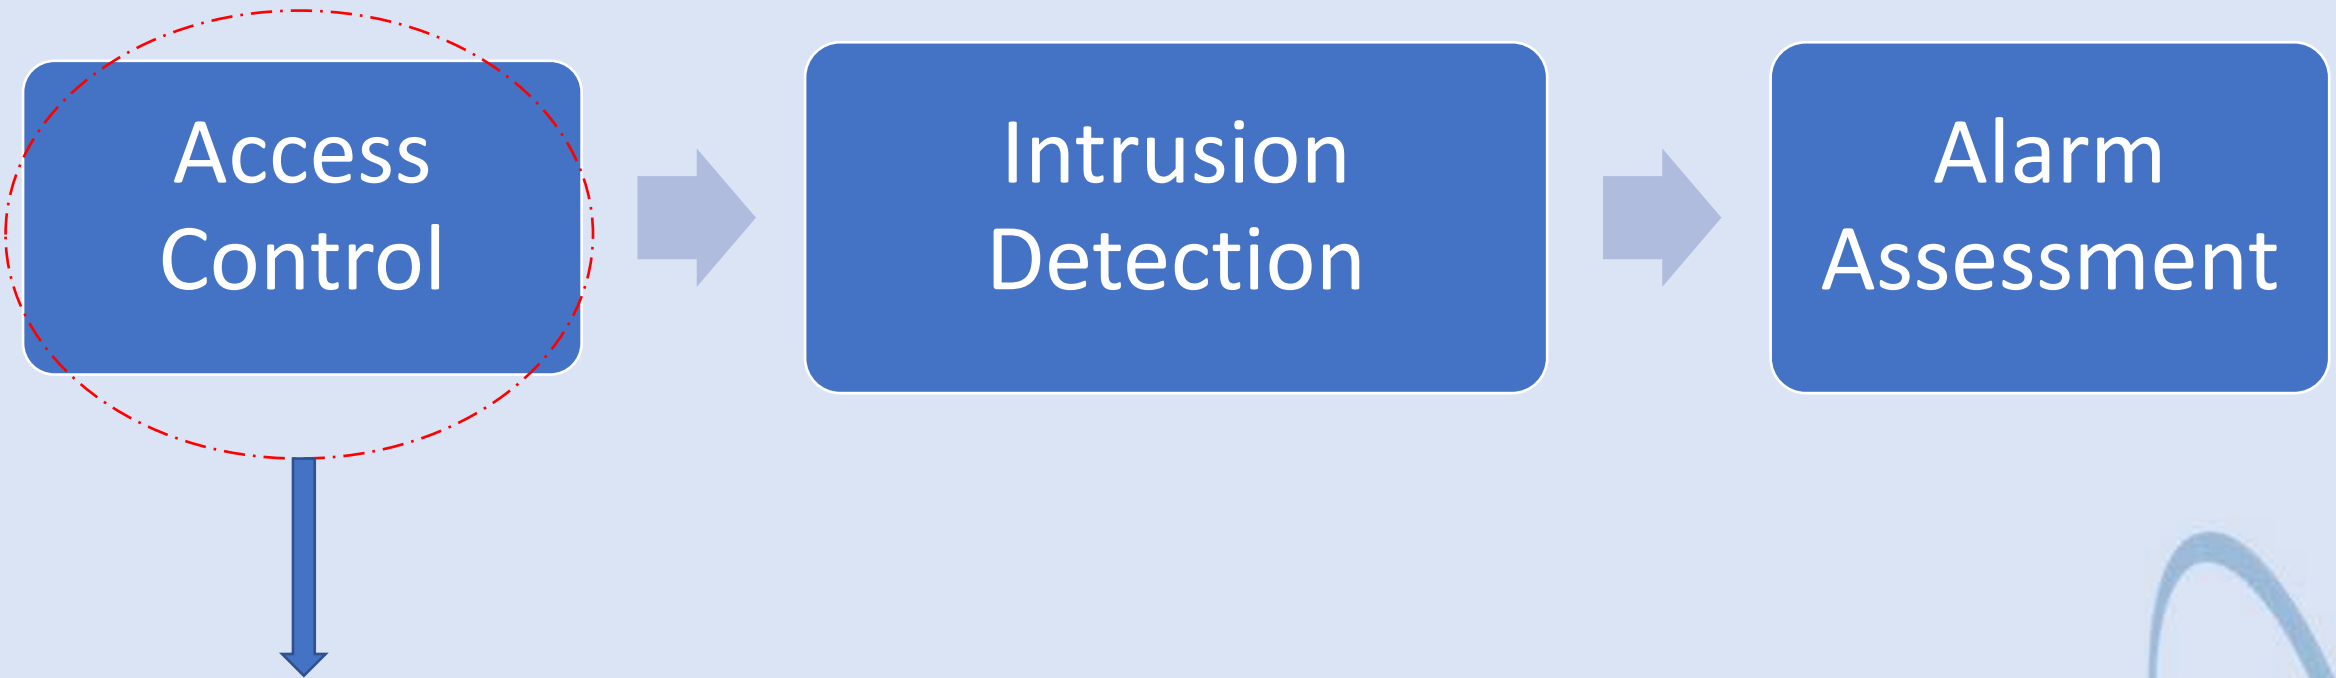 Access
Control
Intrusion
Detection
Alarm
Assessment